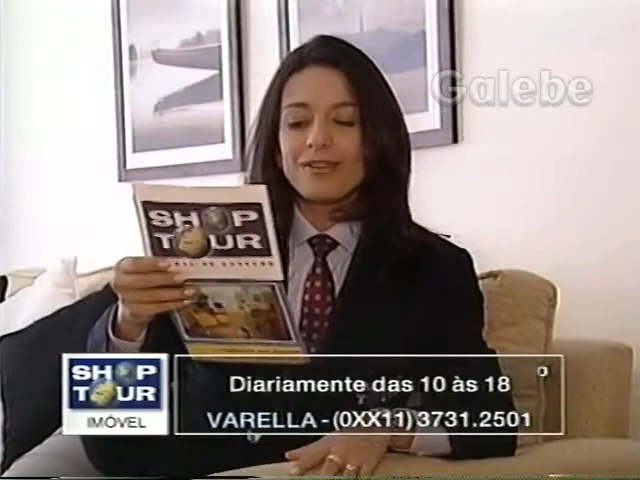 Galebe
SHOP
TOUR
SHOP
TOUR
IMÓVEL
Diariamente das 10 às 18
VARELLA - (0XX11) 3731.2501